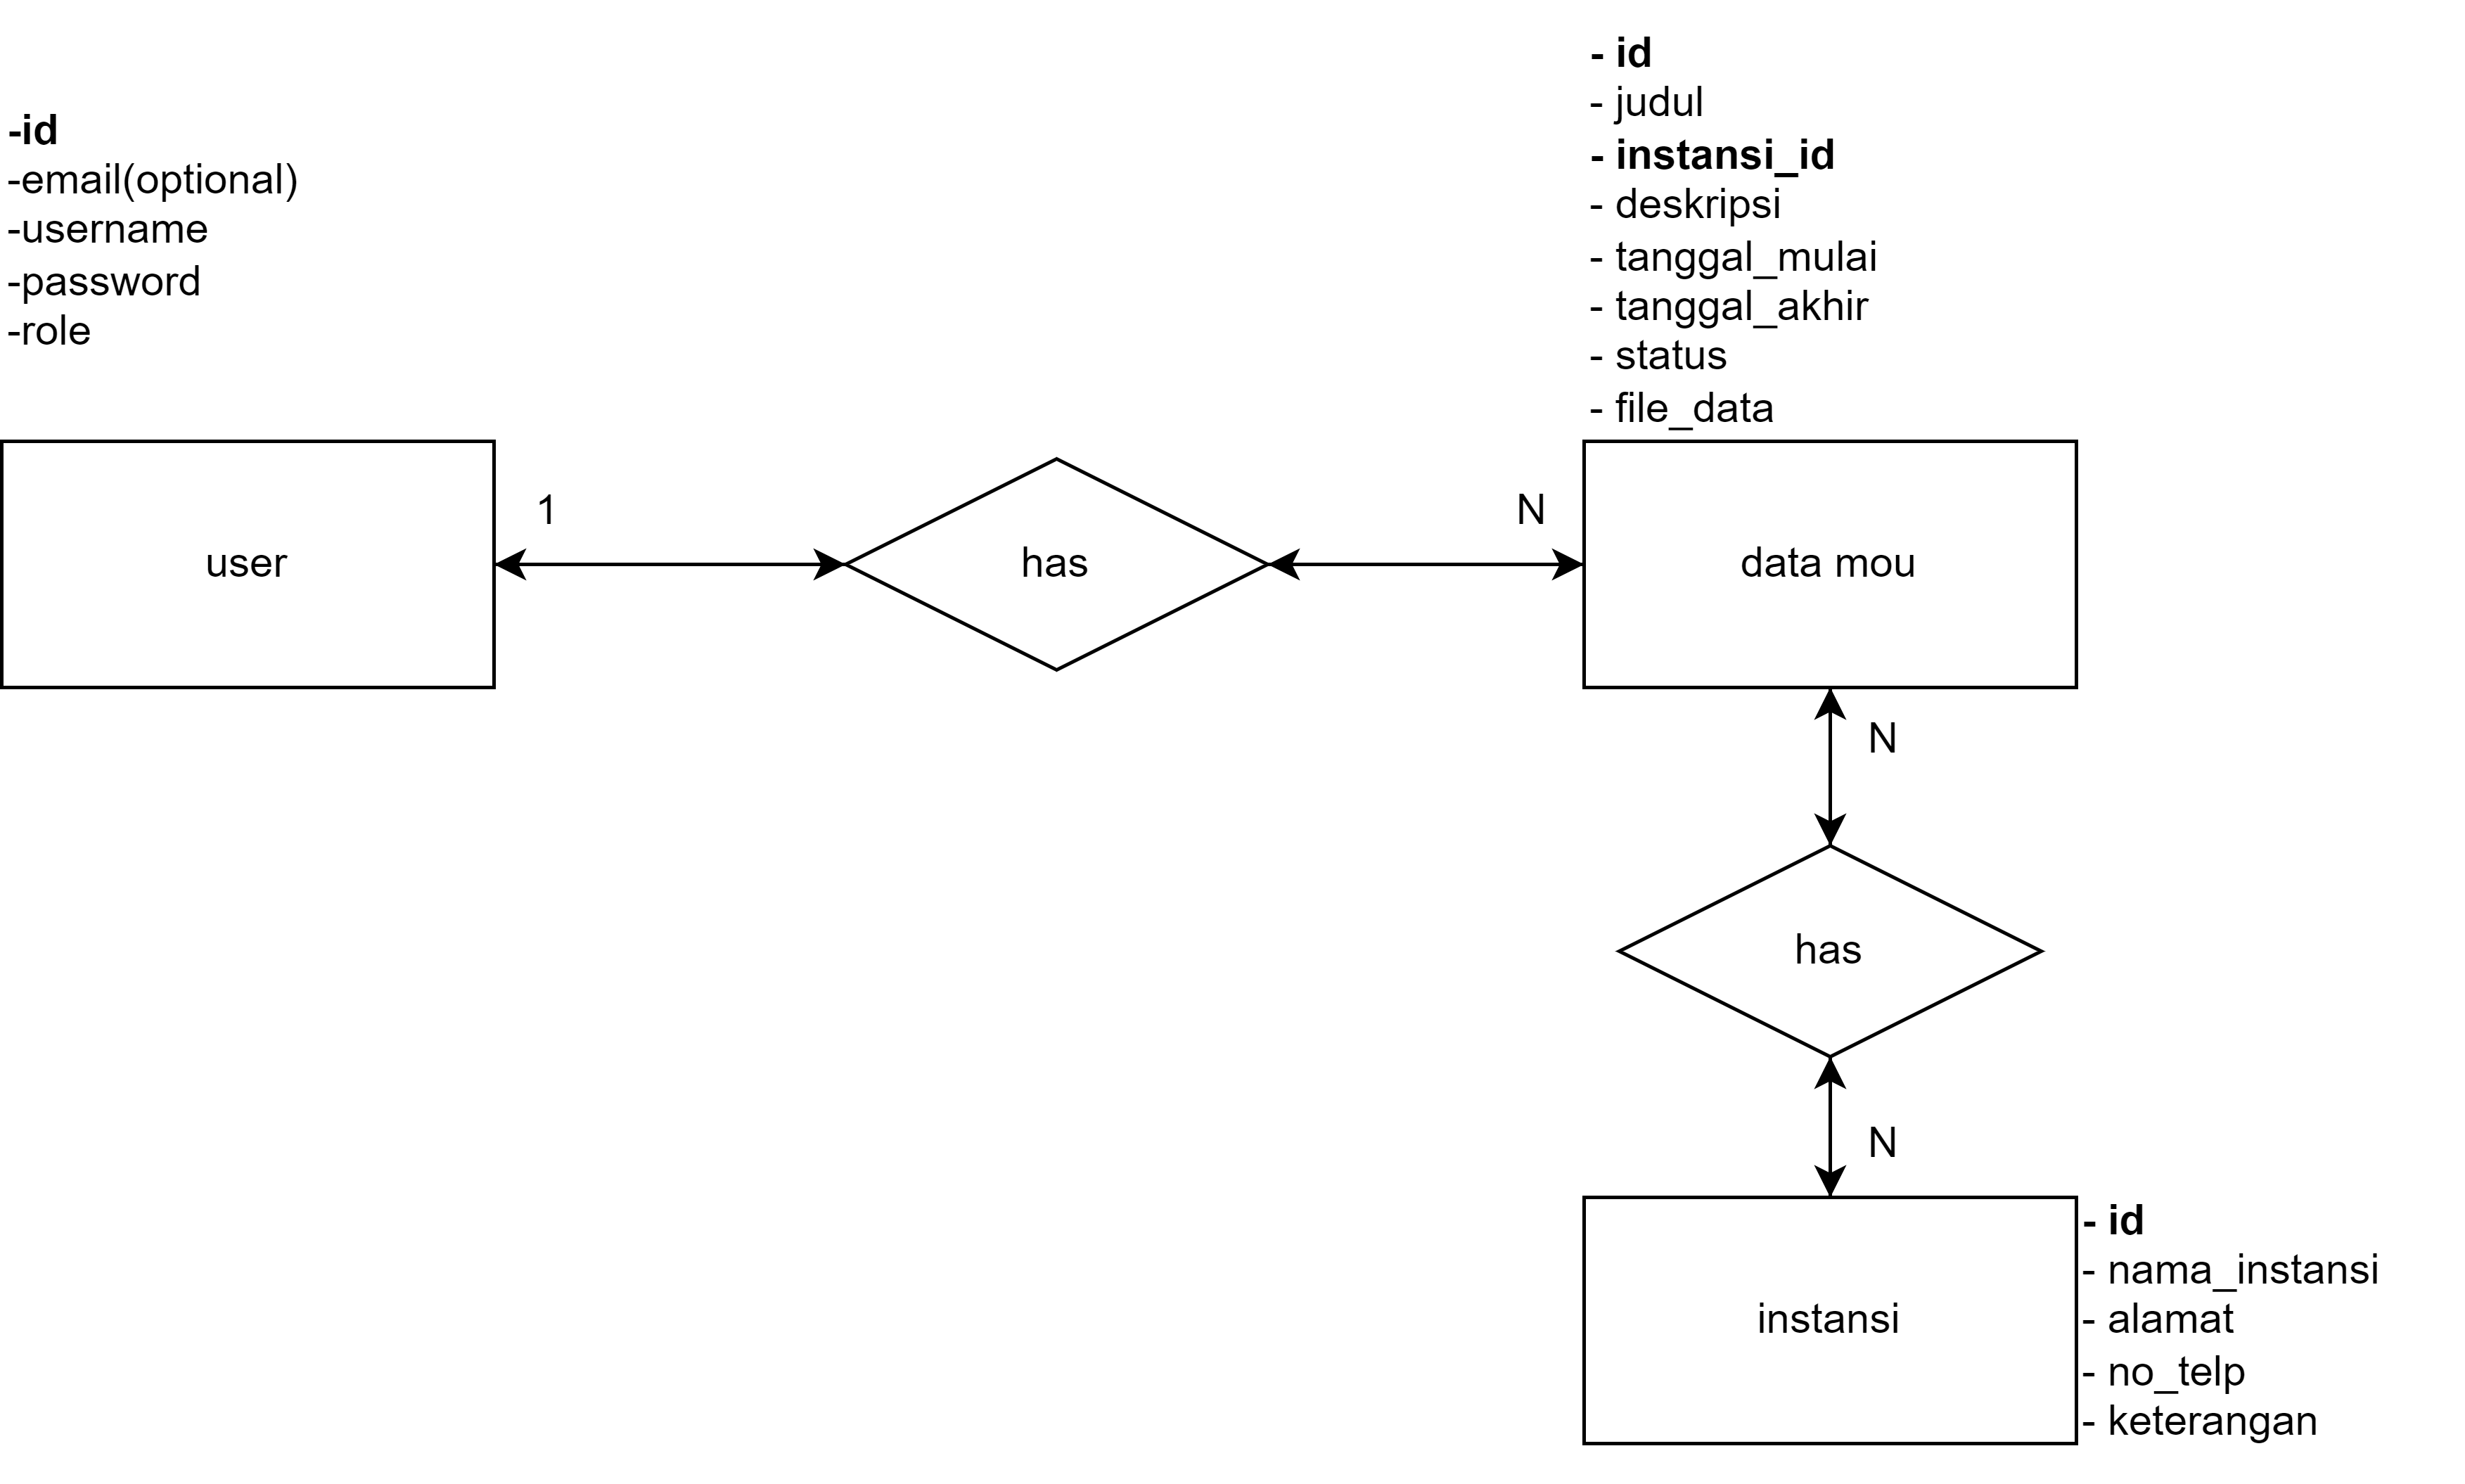 -id
-email(optional)
-username
-password
-role
- id
- judul
- instansi_id
- deskripsi
- tanggal_mulai
- tanggal_akhir
- status
- file_data
user
1
has
N
data mou
N
has
N
instansi
- id
- nama_instansi
- alamat
- no_telp
- keterangan